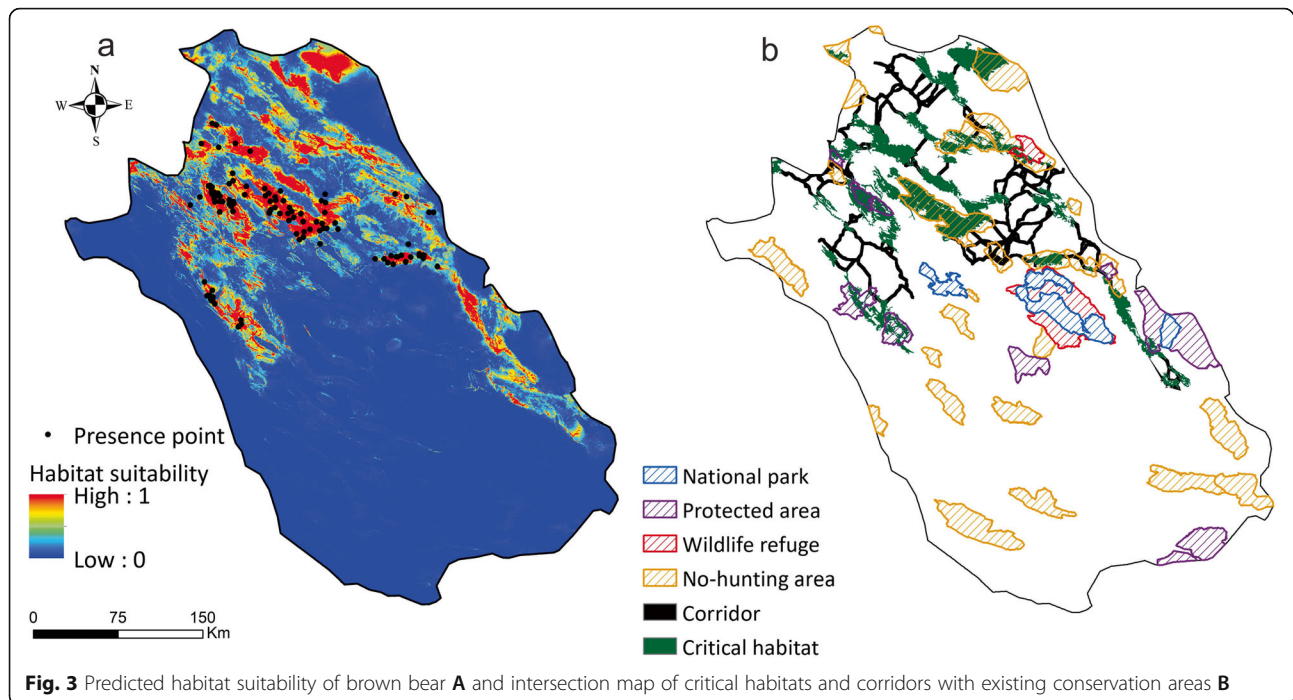 a
N
W E
S
• Presence point
Habitat suitability
High : 1
Low : 0
0 75 150
Km
b
National park
Protected area
Wildlife refuge
No-hunting area
Corridor
Critical habitat
Fig. 3 Predicted habitat suitability of brown bear A and intersection map of critical habitats and corridors with existing conservation areas B